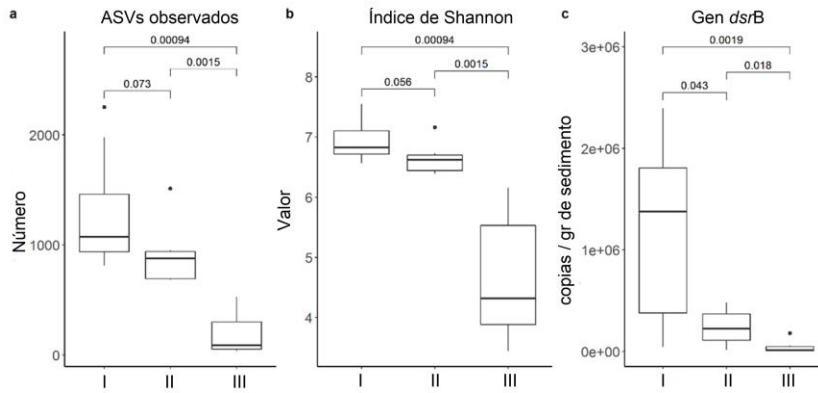 a ASVs observados
0.00094
0.0015
0.073
Número
2000
1000
0
I II III
b Índice de Shannon
0.00094
0.0015
0.056
Valor
8
7
6
5
4
I II III
c Gen dsrB
0.0019
0.018
0.043
copias / gr de sedimento
3e+06
2e+06
1e+06
0e+00
I II III